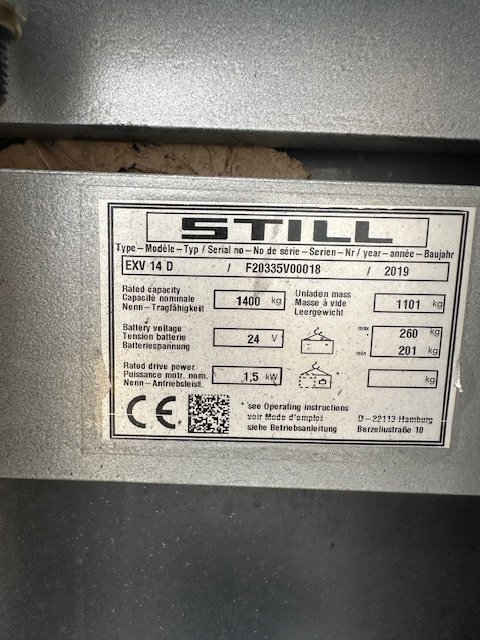 STILL
Type – Modèle – Typ / Serial no – No de série – Serien – Nr / year – année – Baujahr
EXV 14 D / F20335V00018 / 2019
Rated capacity
Capacité nominale
Nenn – Tragfähigkeit
1400 kg
Unladen mass
Masse à vide
Leergewicht
1101 kg
Battery voltage
Tension batterie
Batteriespannung
24 V
max 260 kg
min 201 kg
Rated drive power
Puissance motr. nom.
Nenn – Antriebsleist.
1,5 kW
kg
CE
see Operating instructions
voir Mode d'emploi
siehe Betriebsanleitung
D – 22113 Hamburg
Berzeliustraße 10